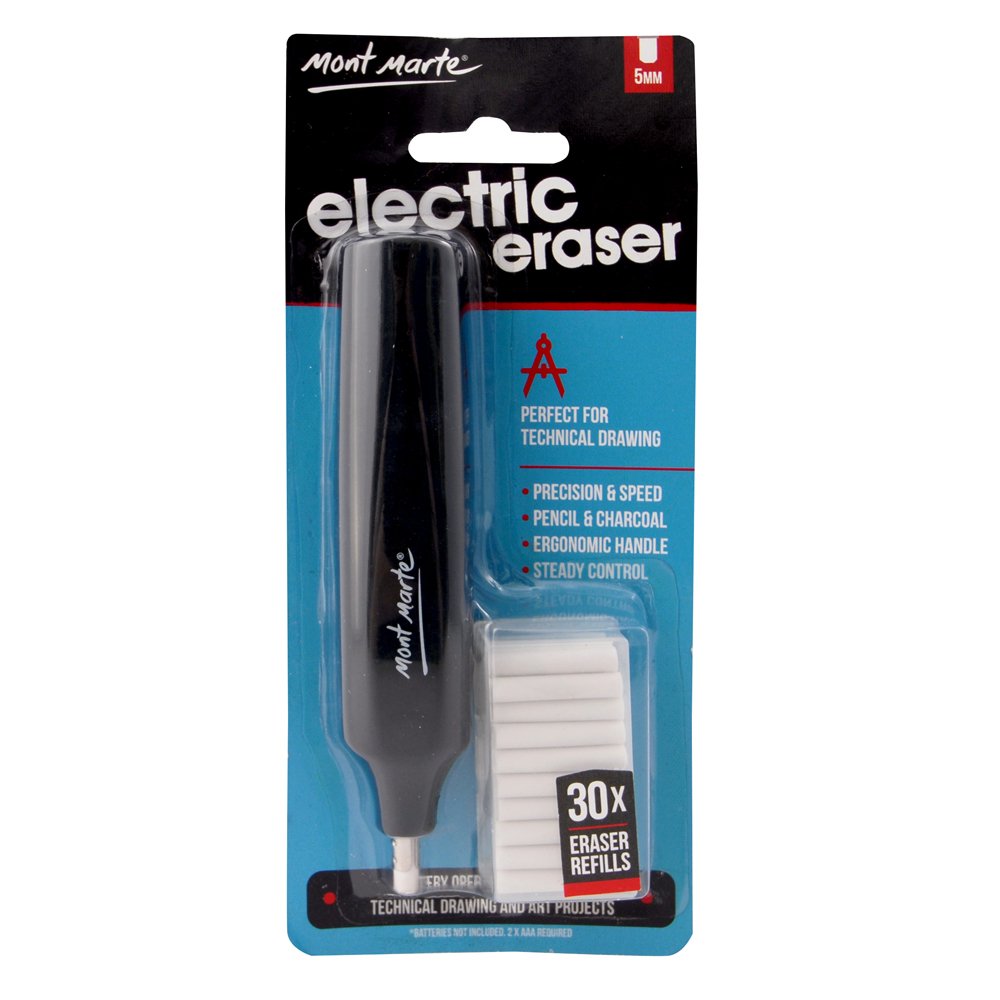 Mont Marte®
5MM
electric
eraser
PERFECT FOR
TECHNICAL DRAWING
• PRECISION & SPEED
• PENCIL & CHARCOAL
• ERGONOMIC HANDLE
• STEADY CONTROL
Mont Marte®
30X
ERASER
REFILLS
TECHNICAL DRAWING AND ART PROJECTS
*BATTERIES NOT INCLUDED. 2 X AAA REQUIRED